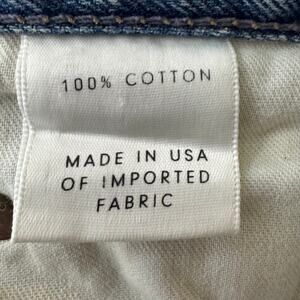 100% COTTON
MADE IN USA
OF IMPORTED
FABRIC